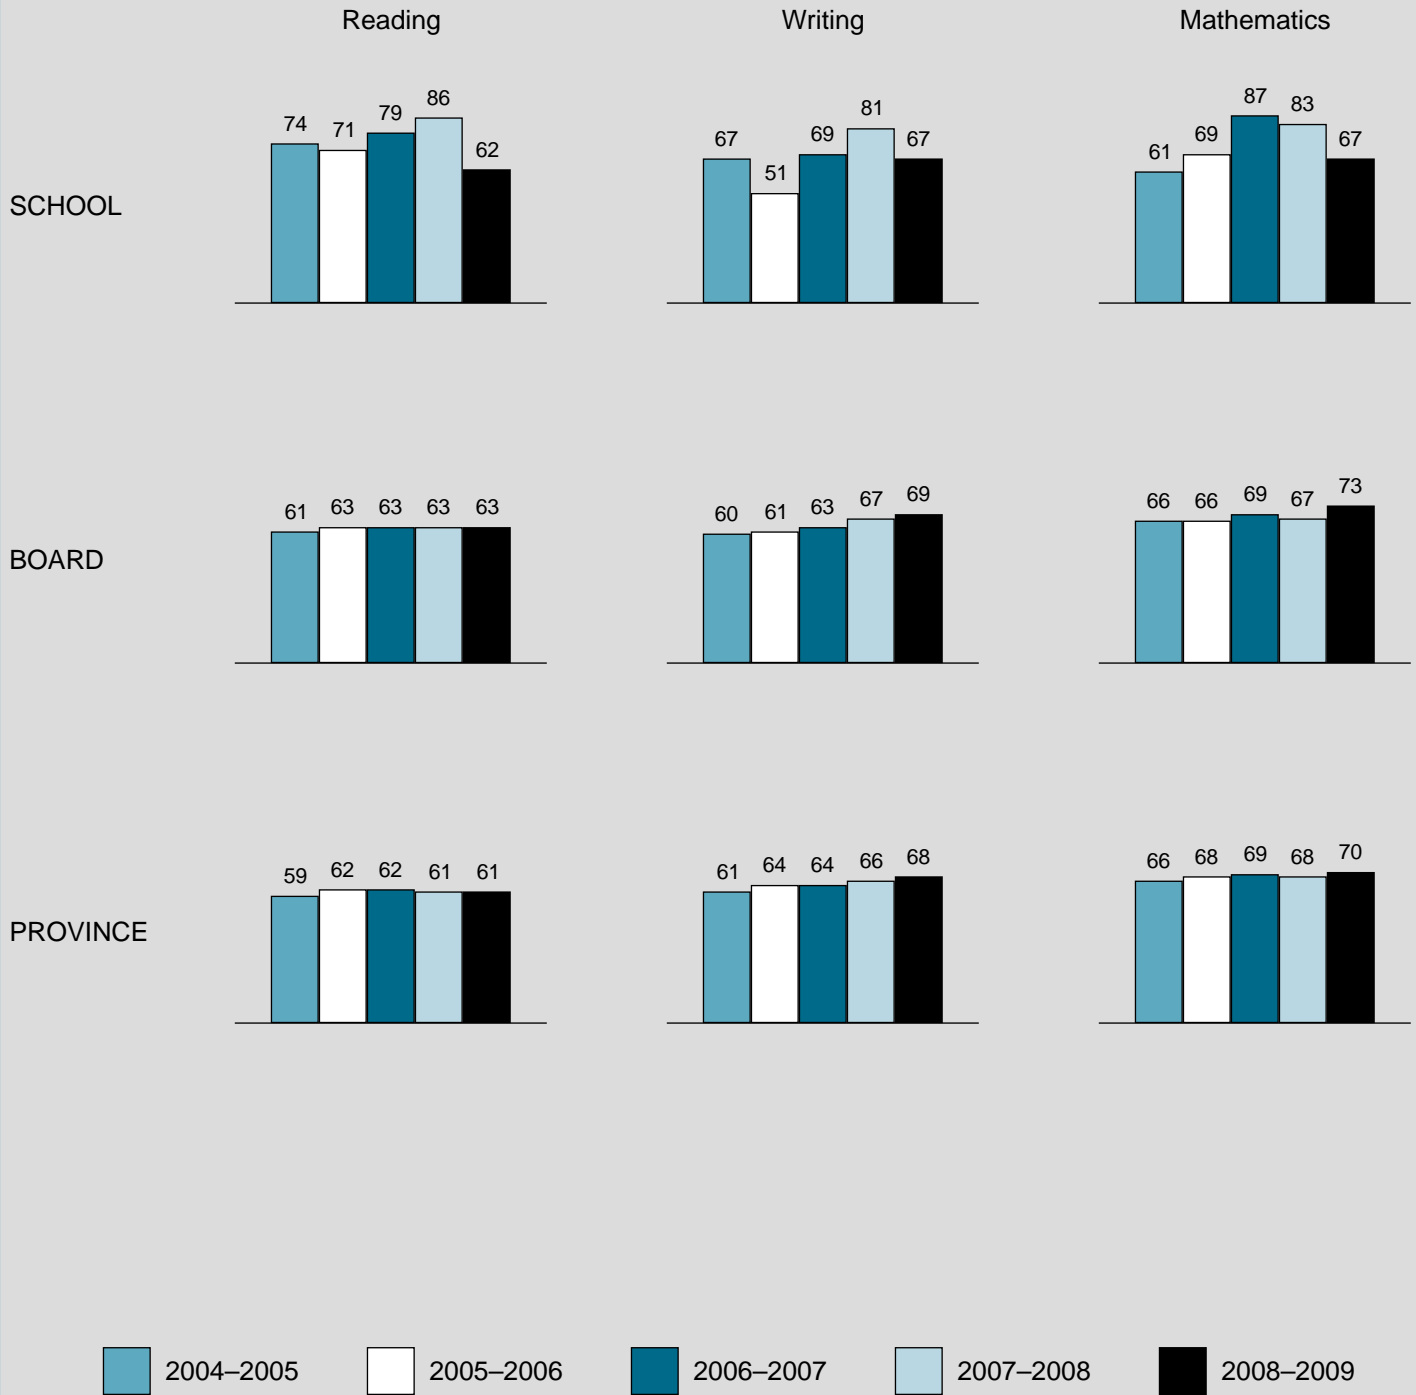 Reading Writing Mathematics
SCHOOL
74 71 79 86 62
67 51 69 81 67
61 69 87 83 67
BOARD
61 63 63 63 63
60 61 63 67 69
66 66 69 67 73
PROVINCE
59 62 62 61 61
61 64 64 66 68
66 68 69 68 70
2004–2005 2005–2006 2006–2007 2007–2008 2008–2009